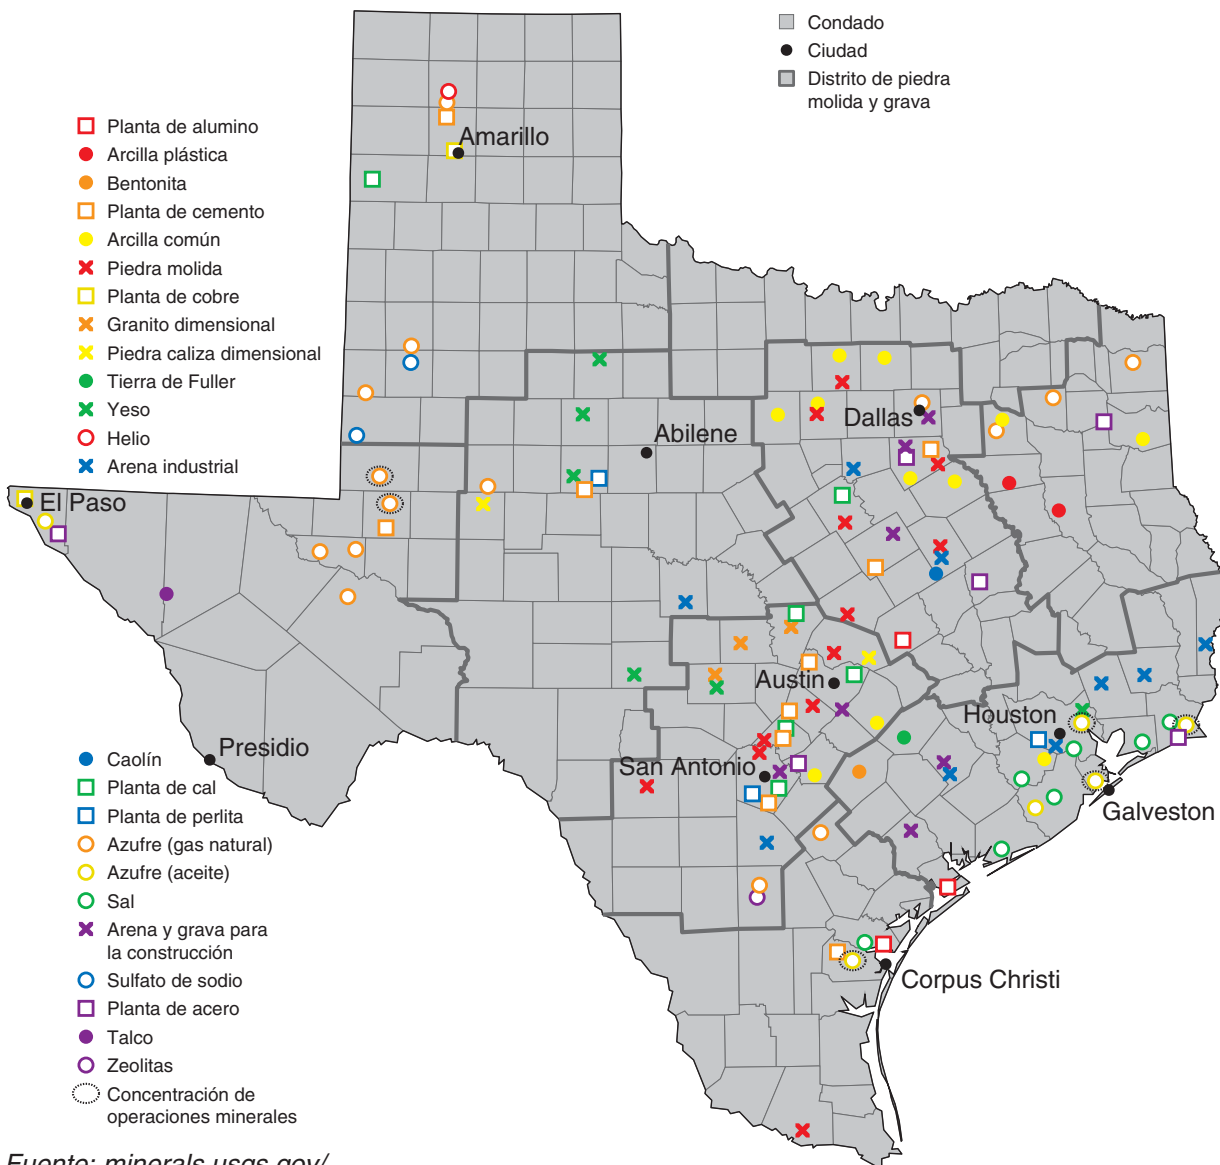 Condado
Ciudad
Distrito de piedra
molida y grava
Planta de alumino
Arcilla plástica
Bentonita
Planta de cemento
Arcilla común
Piedra molida
Planta de cobre
Granito dimensional
Piedra caliza dimensional
Tierra de Fuller
Yeso
Helio
Arena industrial
Amarillo
Dallas
Abilene
El Paso
Austin
Houston
Presidio
San Antonio
Galveston
Corpus Christi
Caolín
Planta de cal
Planta de perlita
Azufre (gas natural)
Azufre (aceite)
Sal
Arena y grava para
la construcción
Sulfato de sodio
Planta de acero
Talco
Zeolitas
Concentración de
operaciones minerales
Fuente: minerals.usgs.gov/